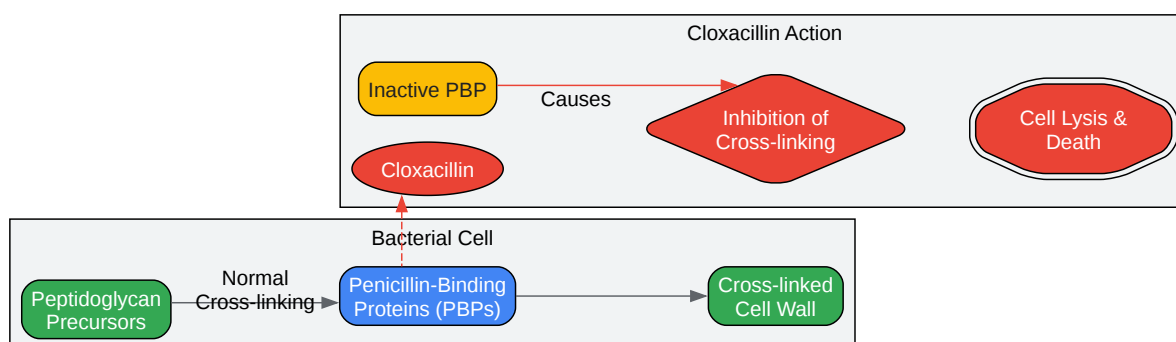 Cloxacillin Action
Inactive PBP
Causes
Inhibition of
Cross-linking
Cell Lysis &
Death
Cloxacillin
Bacterial Cell
Peptidoglycan
Precursors
Normal
Cross-linking
Penicillin-Binding
Proteins (PBPs)
Cross-linked
Cell Wall